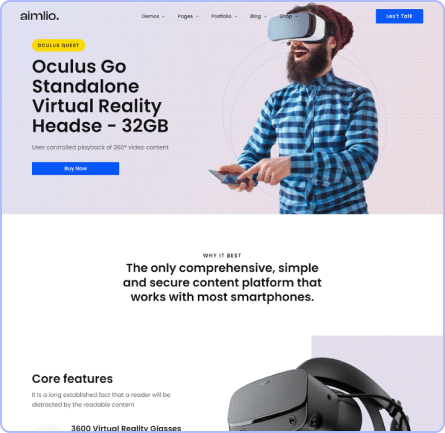 aimlio.
Demos
Pages
Portfolio
Blog
Shop
Les't Talk
OCULUS QUEST
Oculus Go
Standalone
Virtual Reality
Headse - 32GB
User controlled playback of 360° video content
Buy Now
WHY IT BEST
The only comprehensive, simple
and secure content platform that
works with most smartphones.
Core features
It is a long established fact that a reader will be
distracted by the readable content
3600 Virtual Reality Glasses